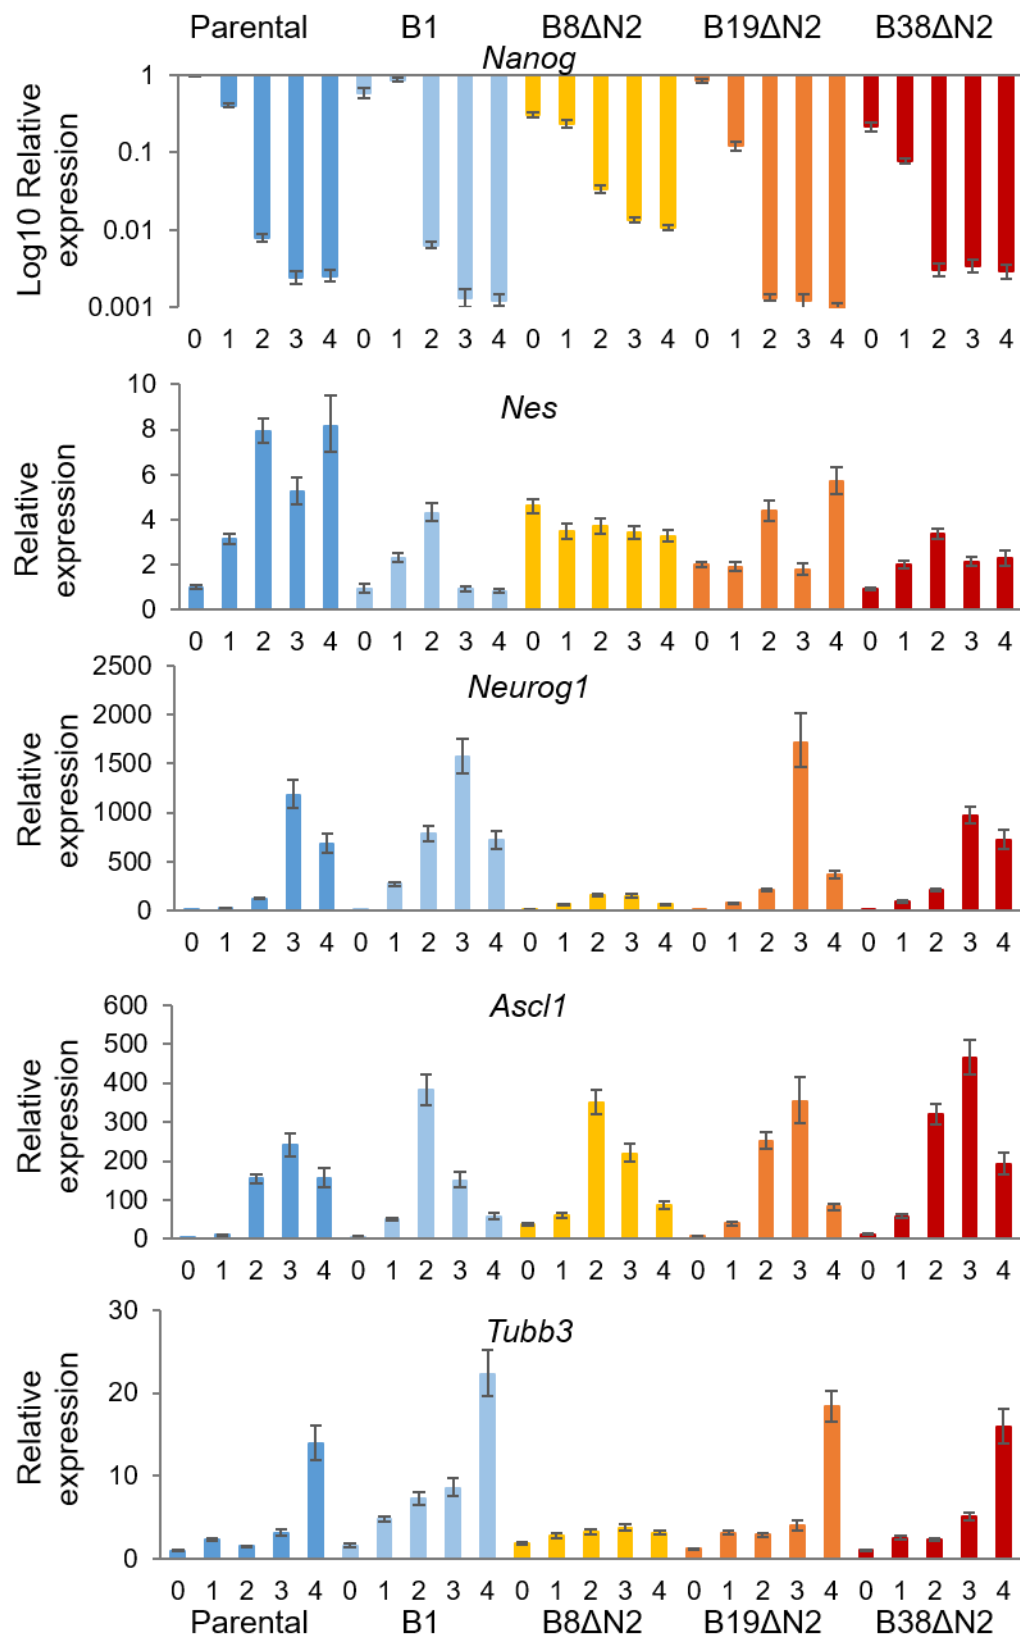 Parental B1 B8ΔN2 B19ΔN2 B38ΔN2
Nanog
Log10 Relative
expression
1
0.1
0.01
0.001
0 1 2 3 4 0 1 2 3 4 0 1 2 3 4 0 1 2 3 4 0 1 2 3 4
Nes
Relative
expression
10
8
6
4
2
0
0 1 2 3 4 0 1 2 3 4 0 1 2 3 4 0 1 2 3 4 0 1 2 3 4
Neurog1
Relative
expression
2500
2000
1500
1000
500
0
0 1 2 3 4 0 1 2 3 4 0 1 2 3 4 0 1 2 3 4 0 1 2 3 4
Ascl1
Relative
expression
600
500
400
300
200
100
0
0 1 2 3 4 0 1 2 3 4 0 1 2 3 4 0 1 2 3 4 0 1 2 3 4
Tubb3
Relative
expression
30
20
10
0
0 1 2 3 4 0 1 2 3 4 0 1 2 3 4 0 1 2 3 4 0 1 2 3 4
Parental B1 B8ΔN2 B19ΔN2 B38ΔN2